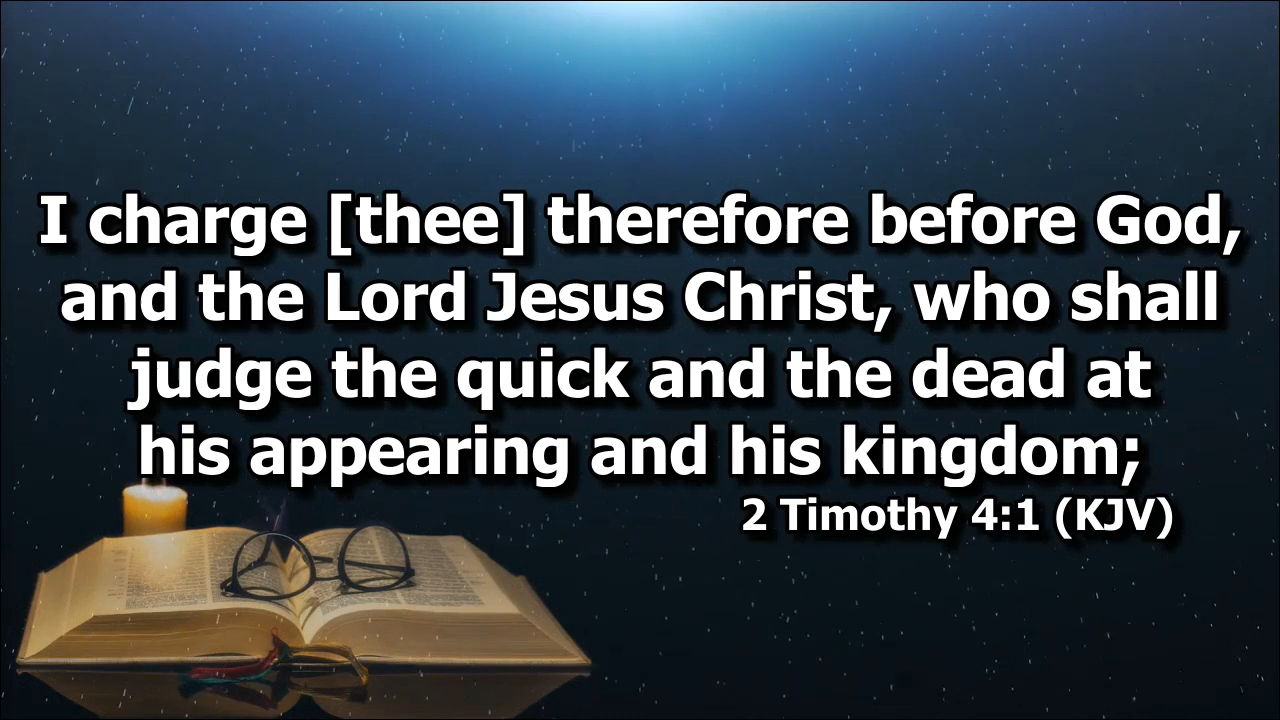 I charge [thee] therefore before God,
and the Lord Jesus Christ, who shall
judge the quick and the dead at
his appearing and his kingdom;
2 Timothy 4:1 (KJV)